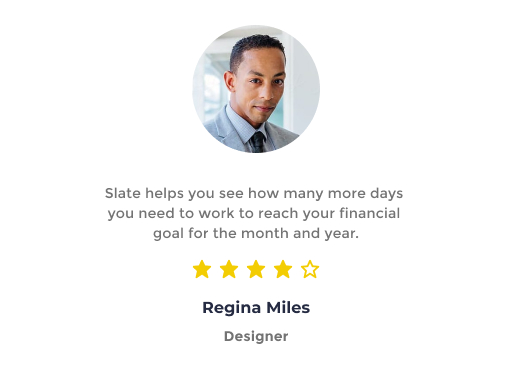 Slate helps you see how many more days
you need to work to reach your financial
goal for the month and year.
Regina Miles
Designer